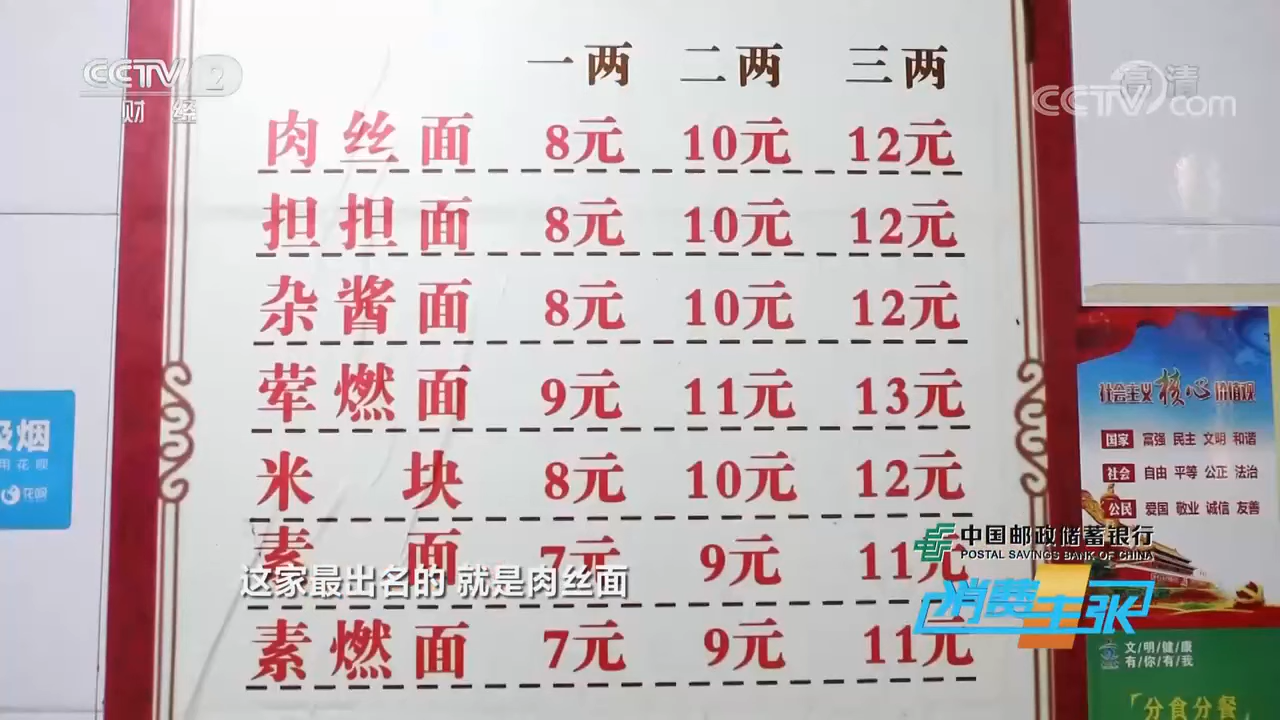 CCTV 2
财经
高清
CCTV.com
一两 二两 三两
肉丝面 8元 10元 12元
担担面 8元 10元 12元
杂酱面 8元 10元 12元
荤燃面 9元 11元 13元
米块 8元 10元 12元
素面 7元 9元 11元
素燃面 7元 9元 11元
这家最出名的 就是肉丝面
吸烟
用花呗
花呗
社会主义核心价值观
国家 富强 民主 文明 和谐
社会 自由 平等 公正 法治
公民 爱国 敬业 诚信 友善
中国邮政储蓄银行
POSTAL SAVINGS BANK OF CHINA
消费主张
文/明/健/康
有/你/有/我
「分食分餐」